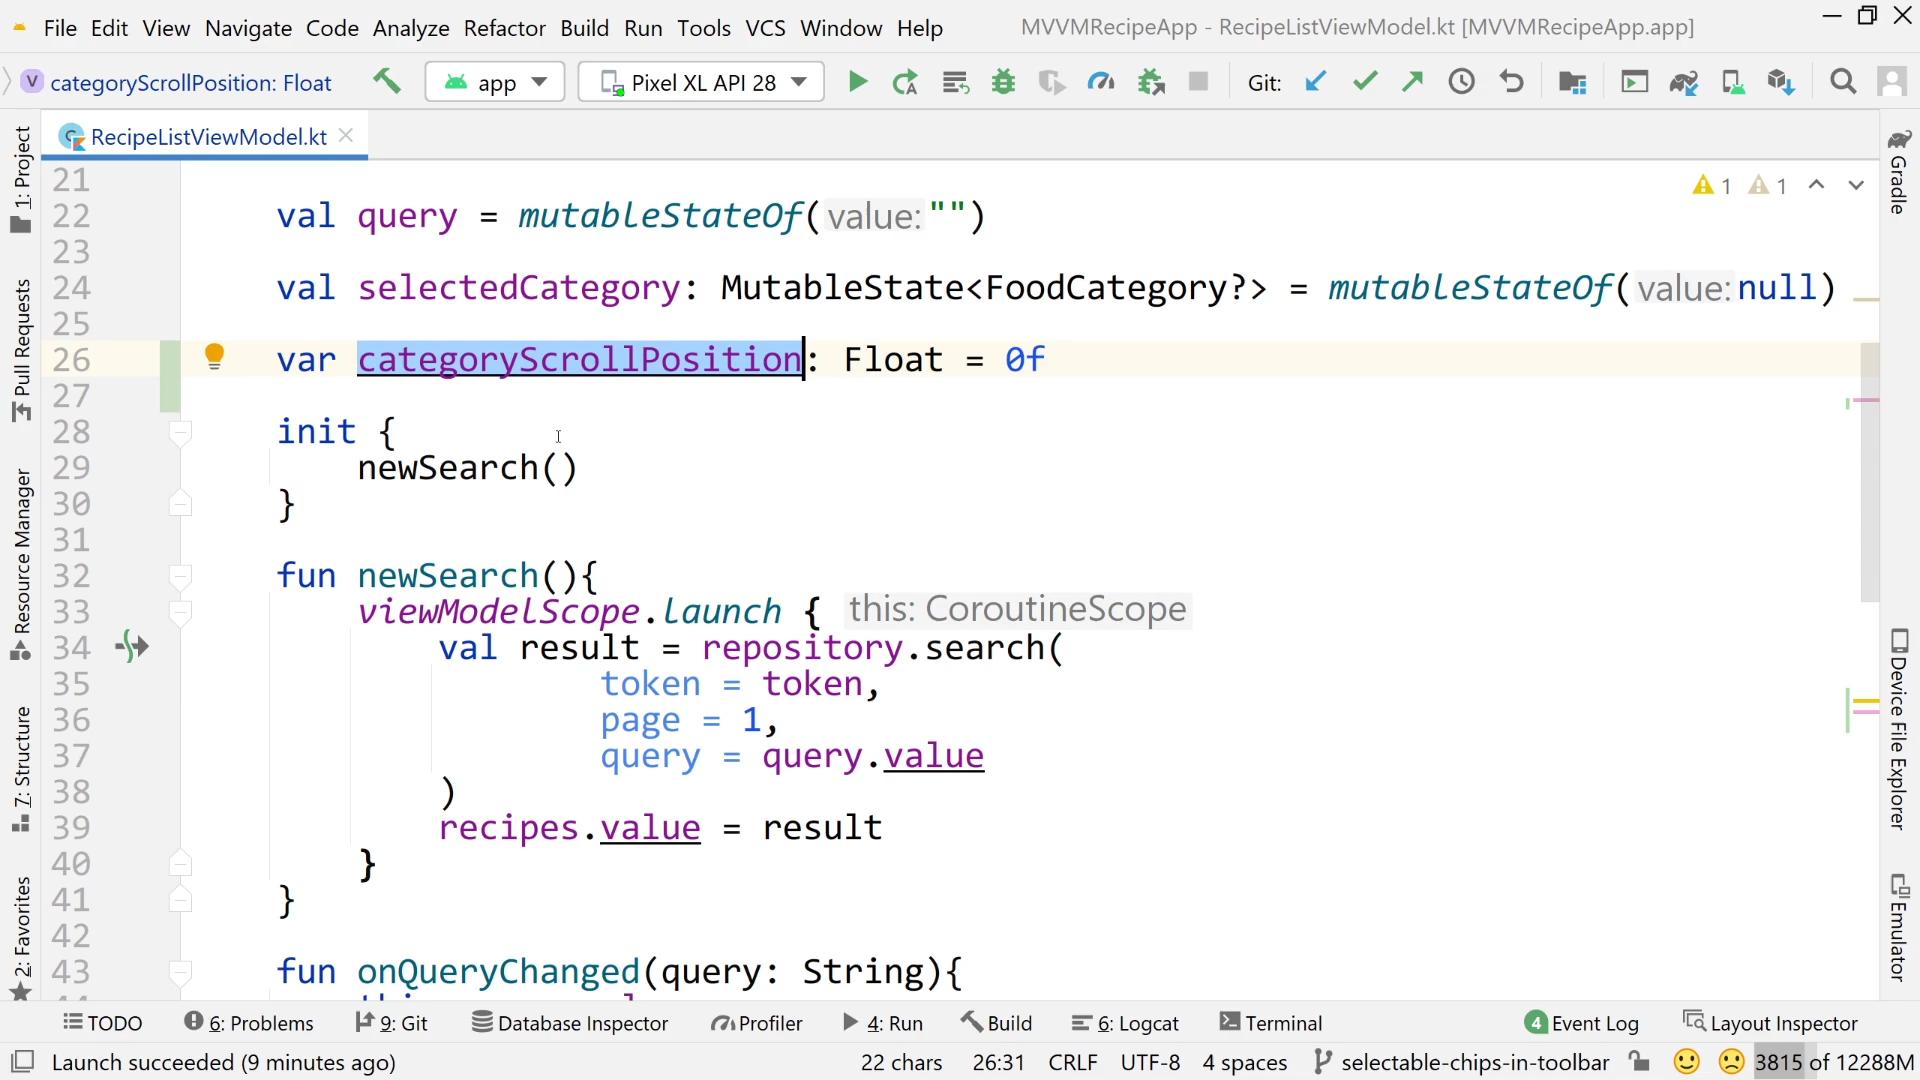 File Edit View Navigate Code Analyze Refactor Build Run Tools VCS Window Help MVVMRecipeApp - RecipeListViewModel.kt [MVVMRecipeApp.app]
V categoryScrollPosition: Float app Pixel XL API 28 Git:
RecipeListViewModel.kt
1: Project
Pull Requests
Resource Manager
7: Structure
2: Favorites
21
22 val query = mutableStateOf( value: "")
23
24 val selectedCategory: MutableState<FoodCategory?> = mutableStateOf( value: null)
25
26 var categoryScrollPosition: Float = 0f
27
28 init {
29 newSearch()
30 }
31
32 fun newSearch(){
33 viewModelScope.launch { this: CoroutineScope
34 val result = repository.search(
35 token = token,
36 page = 1,
37 query = query.value
38 )
39 recipes.value = result
40 }
41 }
42
43 fun onQueryChanged(query: String){
1 1
Gradle
Device File Explorer
Emulator
TODO 6: Problems 9: Git Database Inspector Profiler 4: Run Build 6: Logcat Terminal 4 Event Log Layout Inspector
Launch succeeded (9 minutes ago) 22 chars 26:31 CRLF UTF-8 4 spaces selectable-chips-in-toolbar 3815 of 12288M